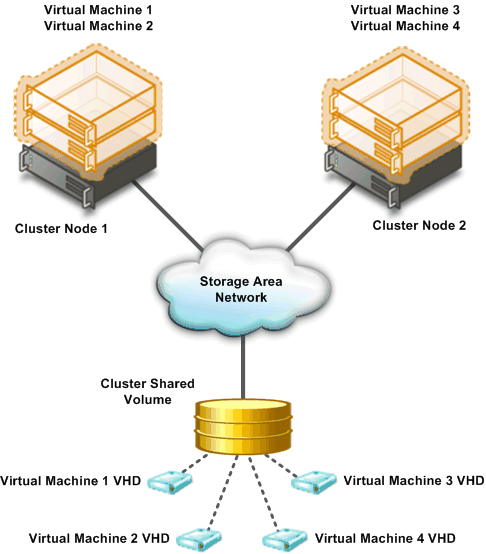 Virtual Machine 1
Virtual Machine 2
Virtual Machine 3
Virtual Machine 4
Cluster Node 1
Cluster Node 2
Storage Area
Network
Cluster Shared
Volume
Virtual Machine 1 VHD
Virtual Machine 3 VHD
Virtual Machine 2 VHD
Virtual Machine 4 VHD